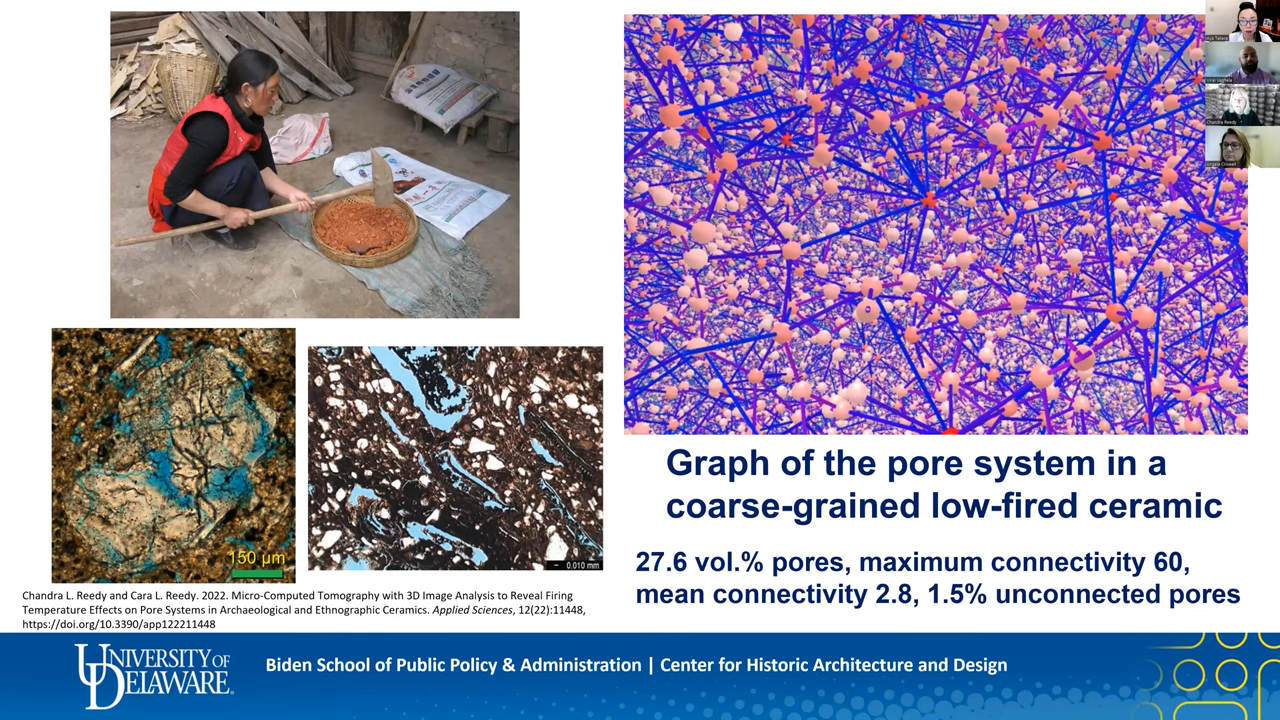 Graph of the pore system in a
coarse-grained low-fired ceramic
27.6 vol.% pores, maximum connectivity 60,
mean connectivity 2.8, 1.5% unconnected pores
150 µm
0.010 mm
Chandra L. Reedy and Cara L. Reedy. 2022. Micro-Computed Tomography with 3D Image Analysis to Reveal Firing
Temperature Effects on Pore Systems in Archaeological and Ethnographic Ceramics. Applied Sciences, 12(22):11448,
https://doi.org/10.3390/app122211448
UNIVERSITY OF
DELAWARE.
Biden School of Public Policy & Administration | Center for Historic Architecture and Design
Chandra Reedy
Angela Crowell